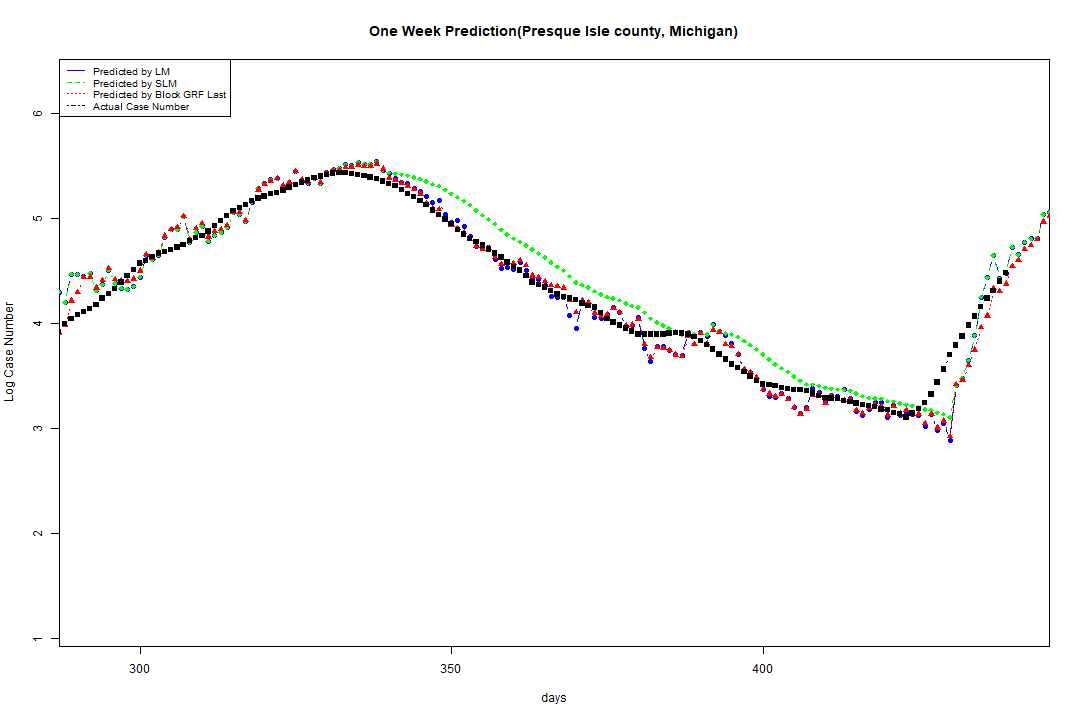 One Week Prediction(Presque Isle county, Michigan)
Predicted by LM
Predicted by SLM
Predicted by Block GRF Last
Actual Case Number
6
5
4
3
2
1
Log Case Number
300 350 400
days